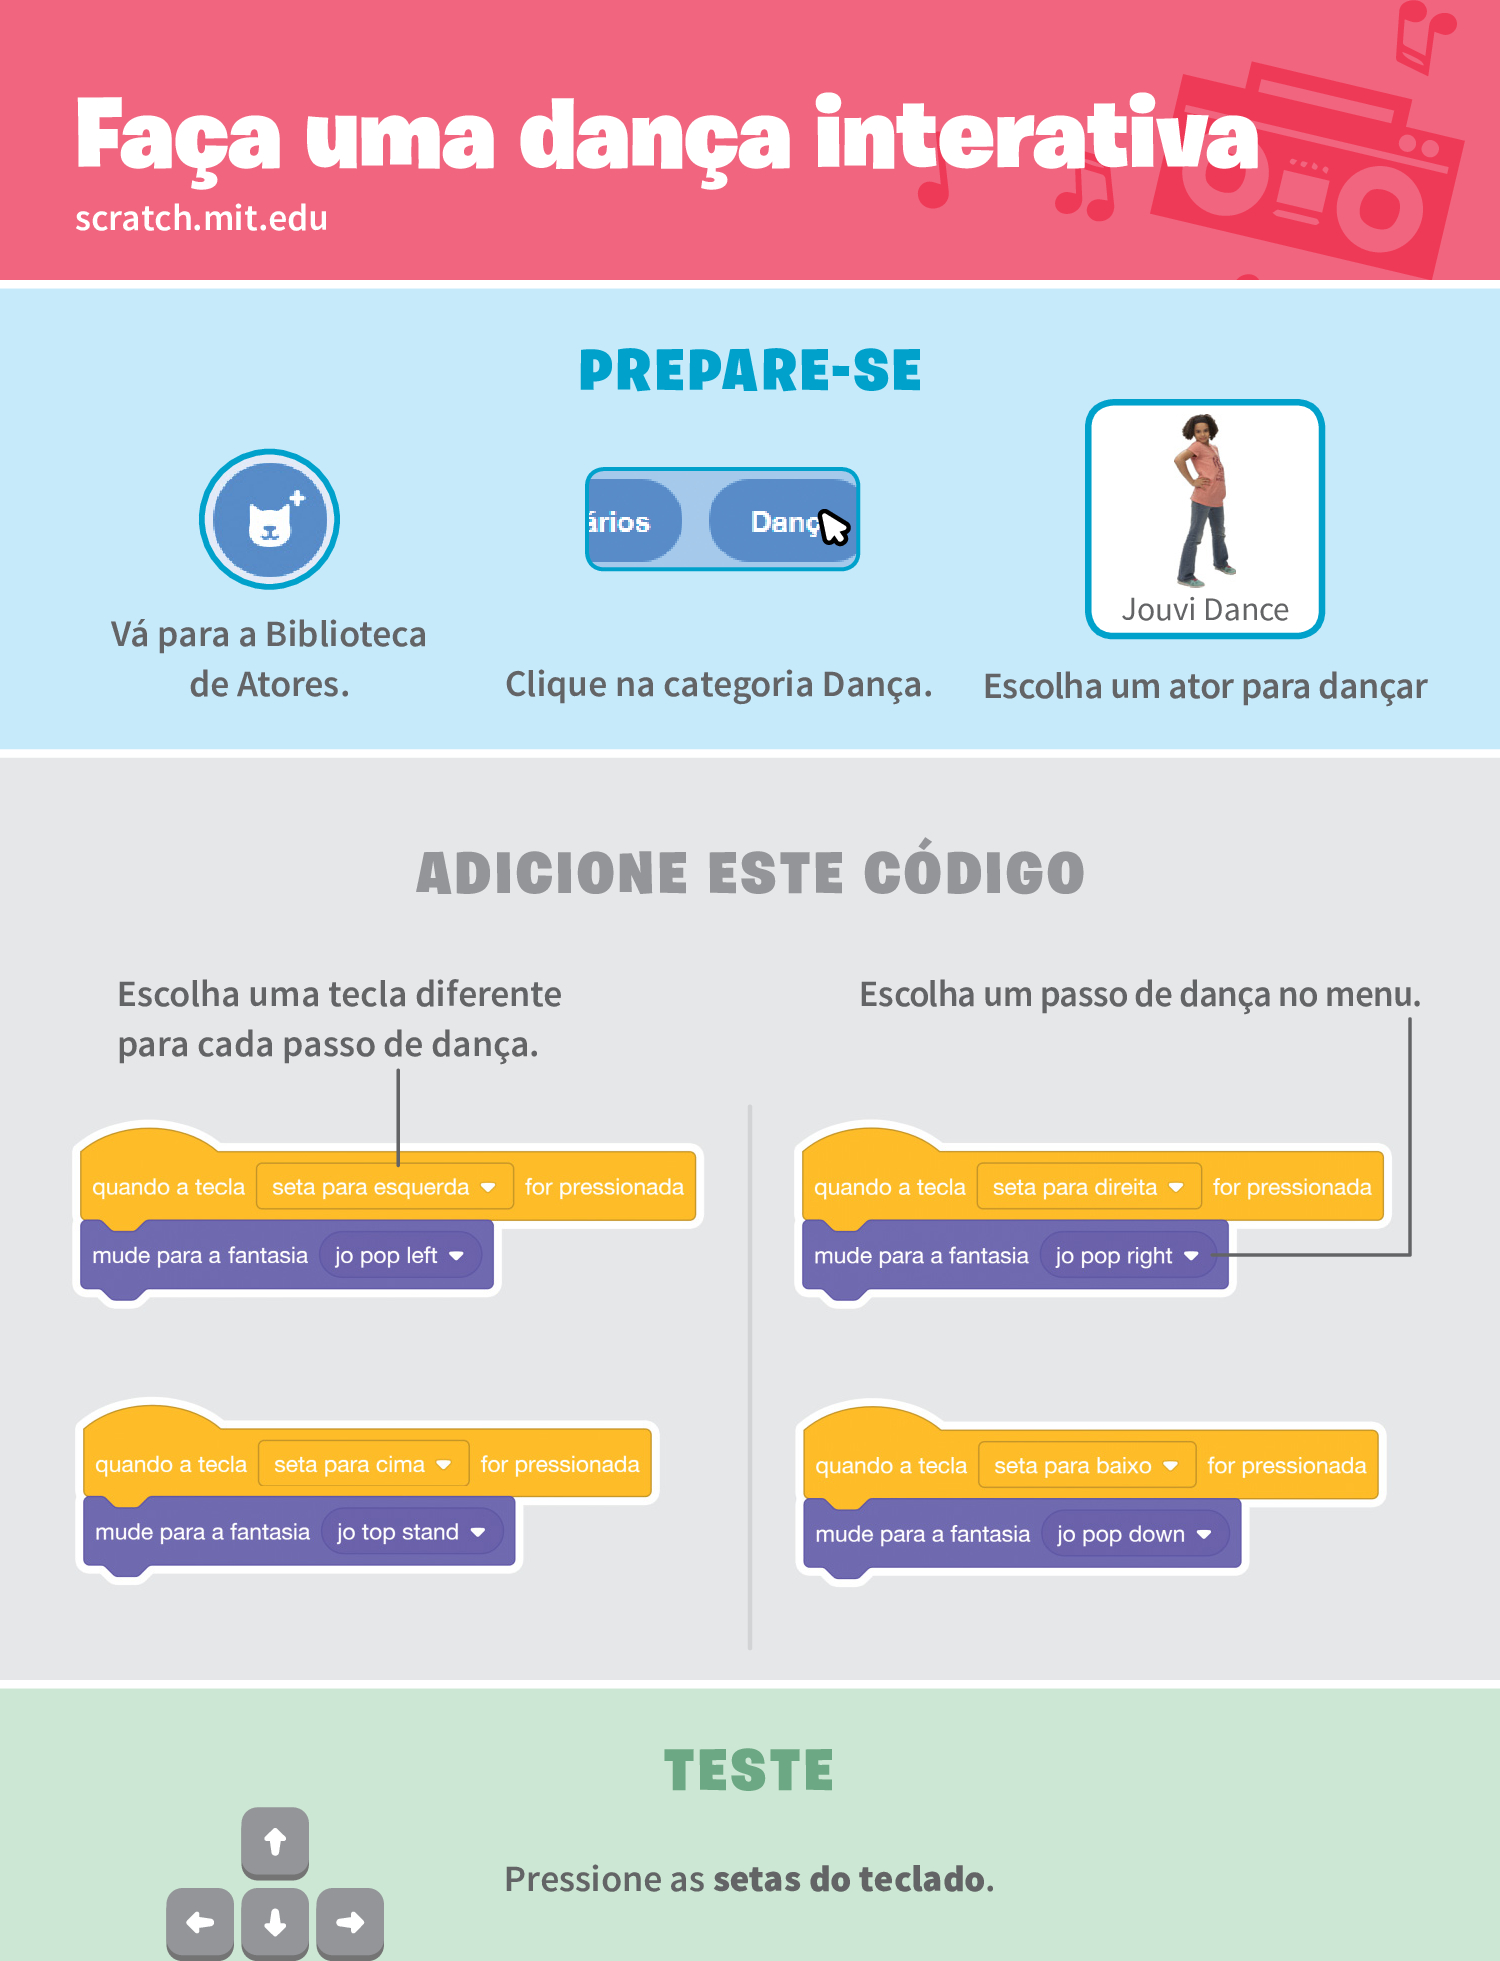 Faça uma dança interativa
scratch.mit.edu
PREPARE-SE
ários
Danç
Jouvi Dance
Vá para a Biblioteca
de Atores.
Clique na categoria Dança.
Escolha um ator para dançar
ADICIONE ESTE CÓDIGO
Escolha uma tecla diferente
para cada passo de dança.
Escolha um passo de dança no menu.
quando a tecla seta para esquerda for pressionada
mude para a fantasia jo pop left
quando a tecla seta para direita for pressionada
mude para a fantasia jo pop right
quando a tecla seta para cima for pressionada
mude para a fantasia jo top stand
quando a tecla seta para baixo for pressionada
mude para a fantasia jo pop down
TESTE
Pressione as setas do teclado.